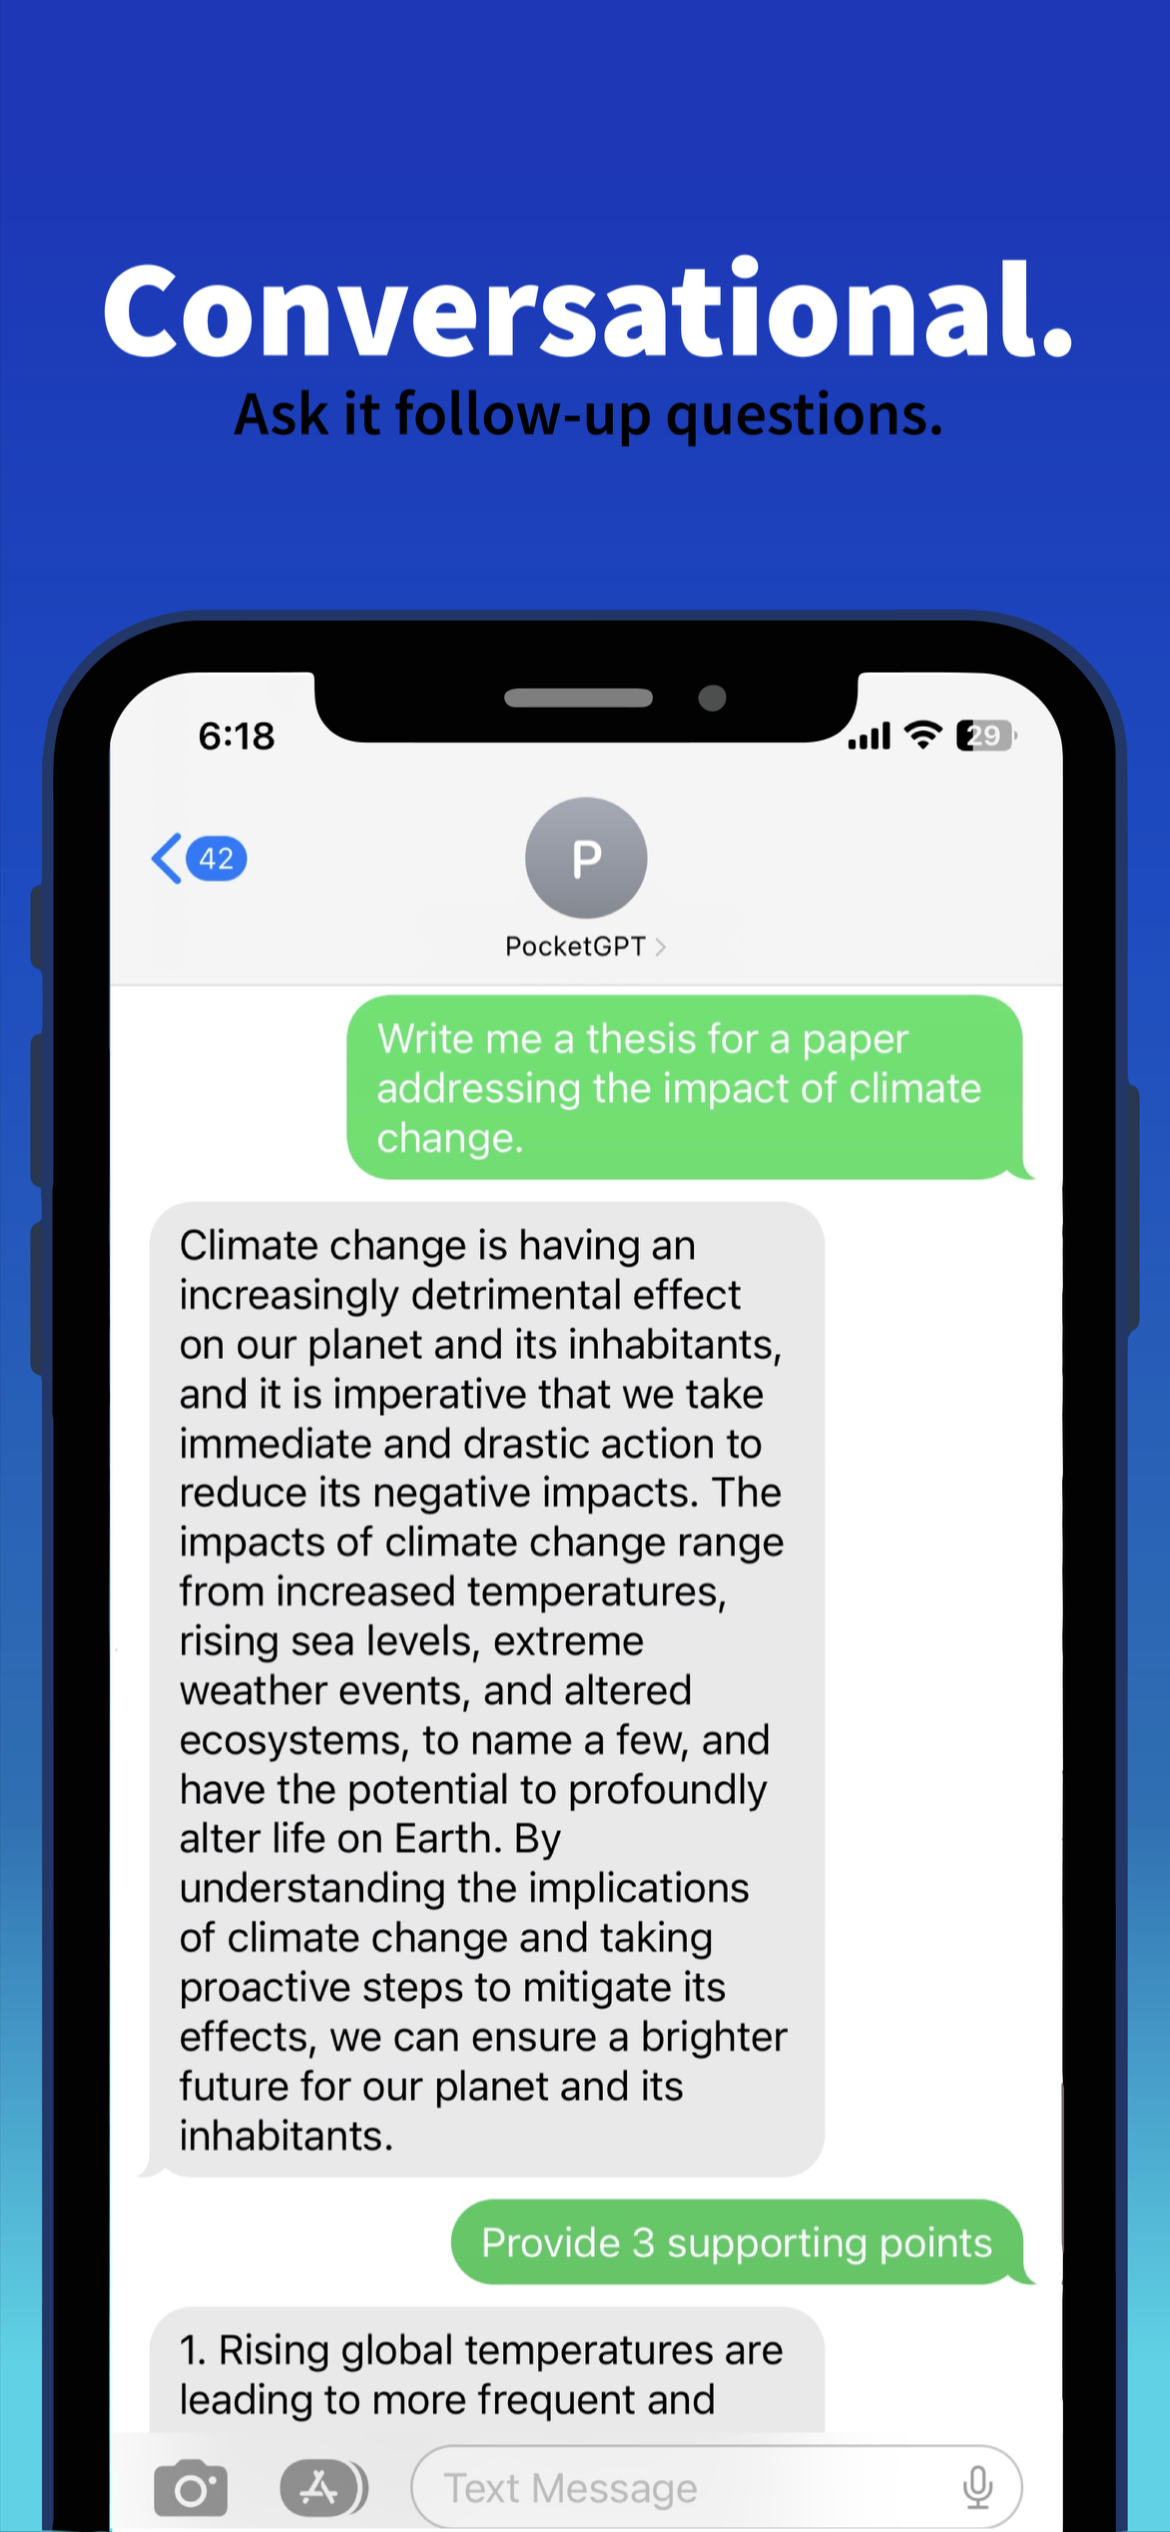 Conversational.
Ask it follow-up questions.
6:18
29
42
P
PocketGPT
Write me a thesis for a paper
addressing the impact of climate
change.
Climate change is having an
increasingly detrimental effect
on our planet and its inhabitants,
and it is imperative that we take
immediate and drastic action to
reduce its negative impacts. The
impacts of climate change range
from increased temperatures,
rising sea levels, extreme
weather events, and altered
ecosystems, to name a few, and
have the potential to profoundly
alter life on Earth. By
understanding the implications
of climate change and taking
proactive steps to mitigate its
effects, we can ensure a brighter
future for our planet and its
inhabitants.
Provide 3 supporting points
1. Rising global temperatures are
leading to more frequent and
Text Message